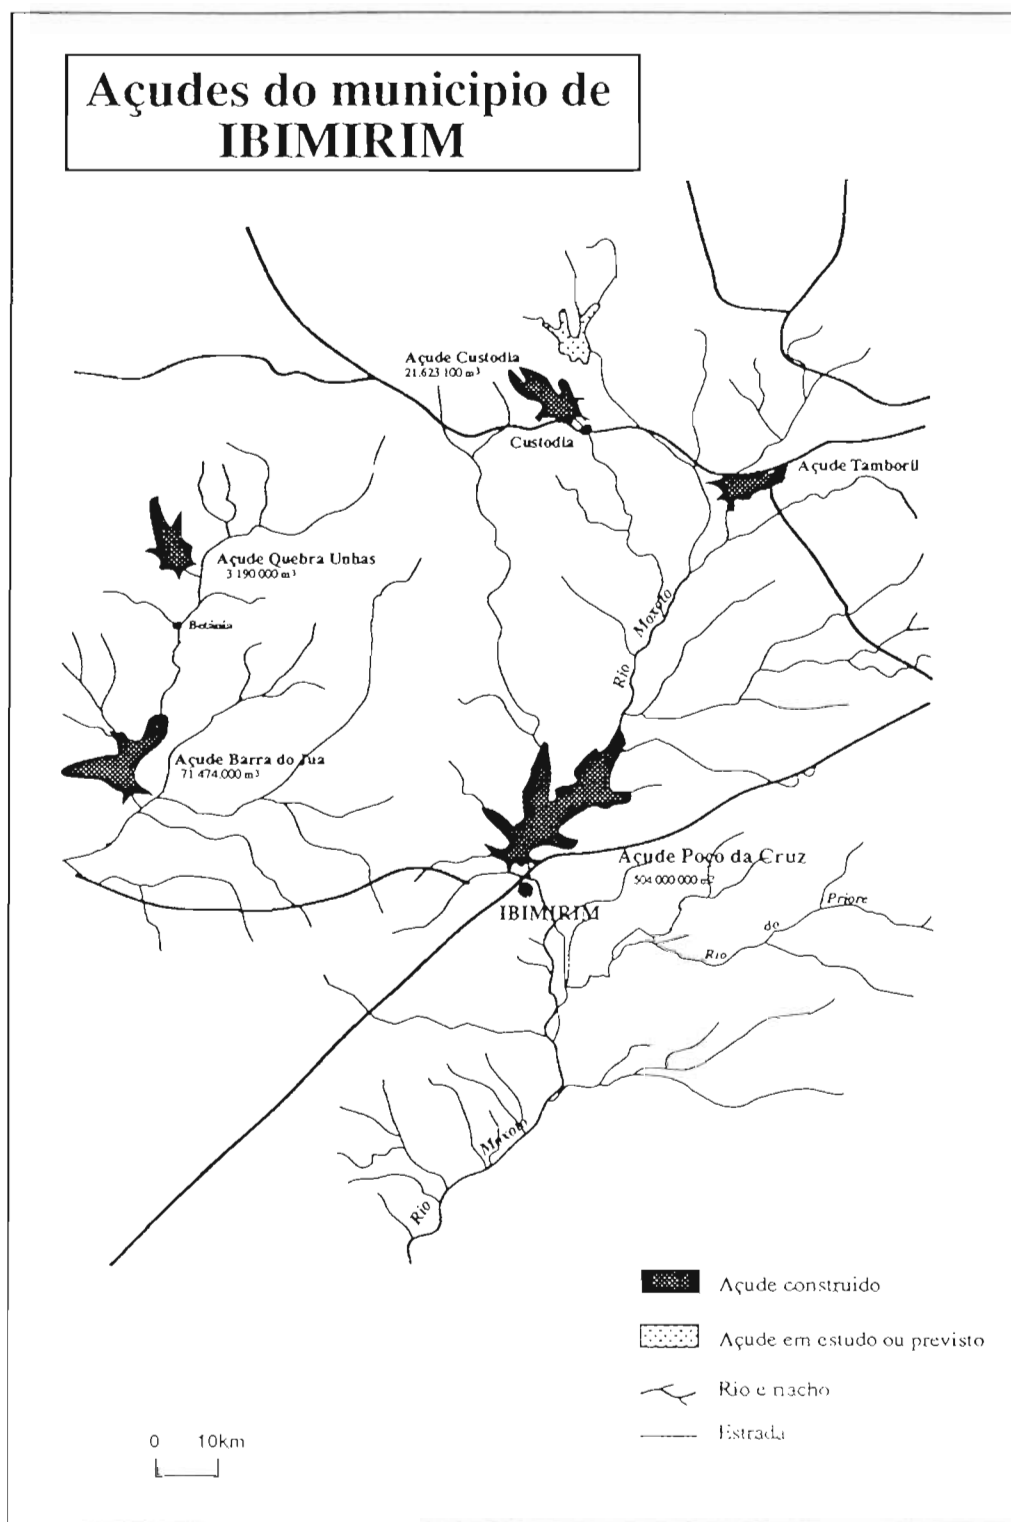 Açudes do municipio de
IBIMIRIM
Açude Custodia
21.623 100 m³
Custodia
Açude Tamboril
Açude Quebra Unhas
3 190 000 m³
Betânia
Rio Moxoto
Açude Barra do Jua
71 474.000 m³
Açude Poço da Cruz
504 000 000 m³
IBIMIRIM
Rio do Priore
Rio Moxoto
Açude construido
Açude em estudo ou previsto
Rio e riacho
Estrada
0 10km